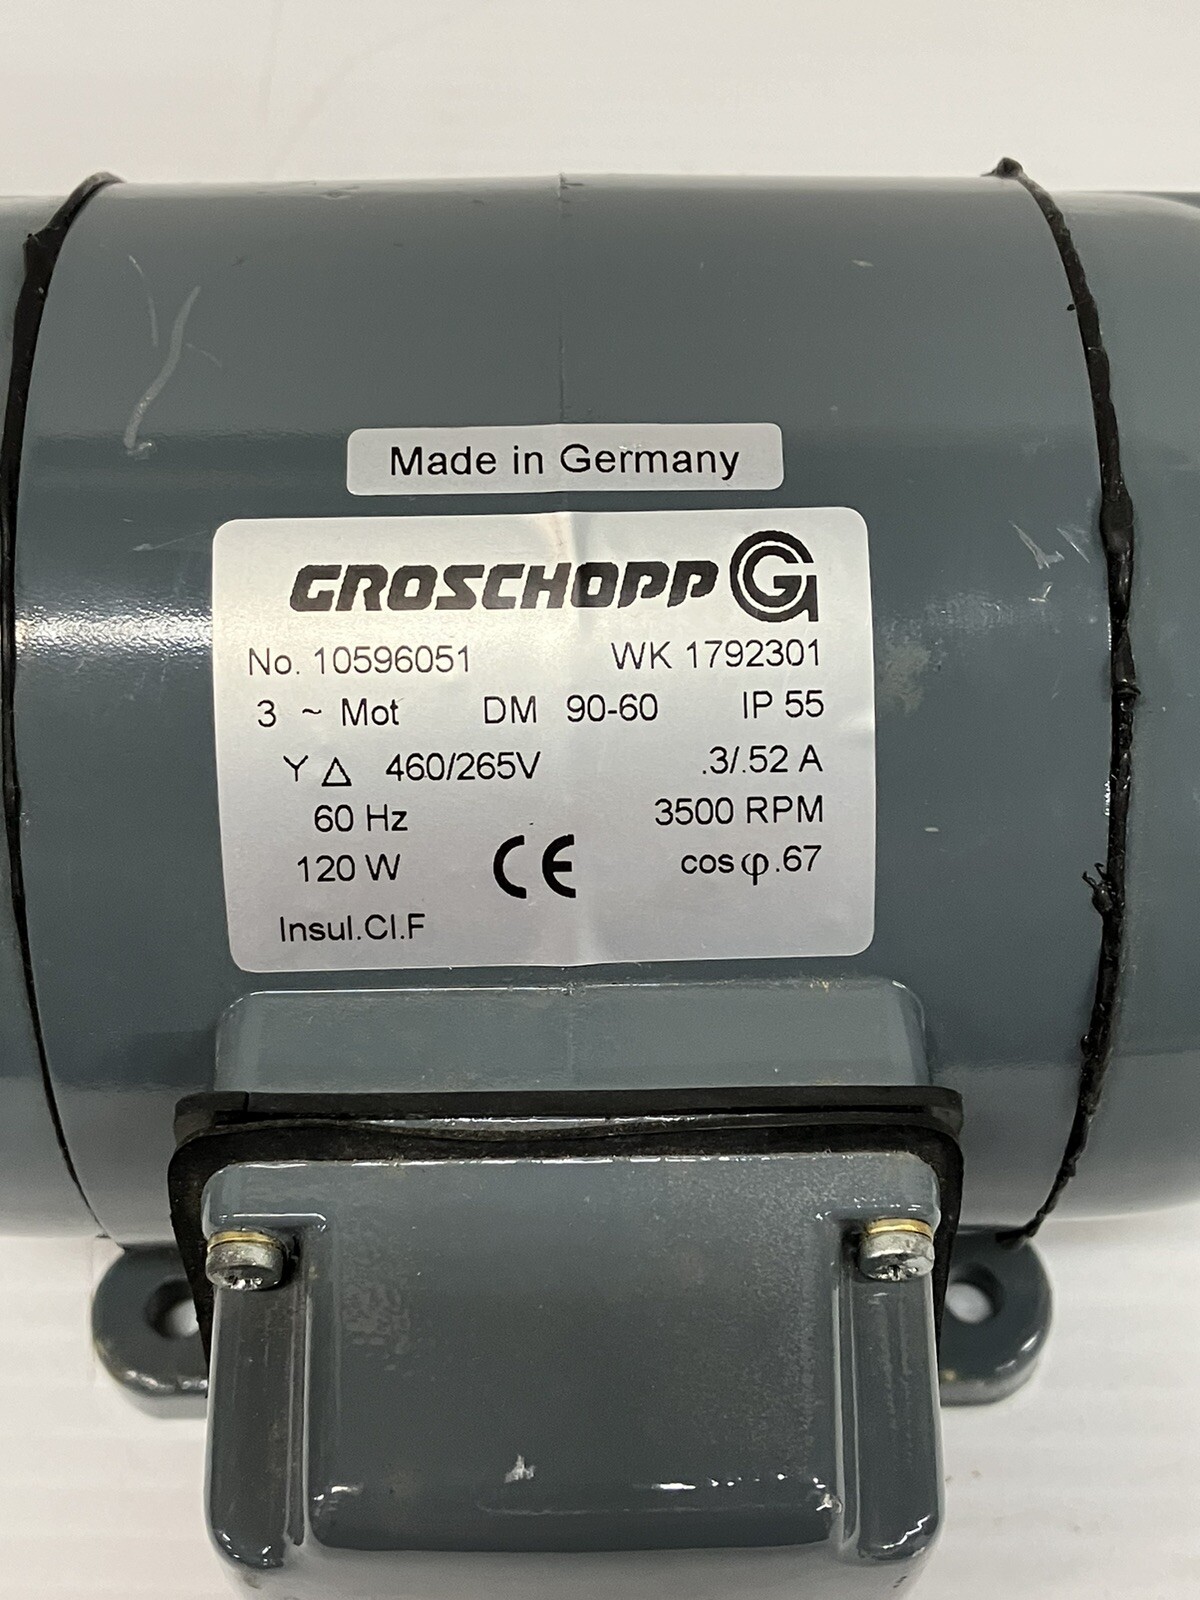 Made in Germany
GROSCHOPP G
No. 10596051 WK 1792301
3 ~ Mot DM 90-60 IP 55
Y △ 460/265V .3/.52 A
60 Hz 3500 RPM
120 W CE cos φ .67
Insul.Cl.F